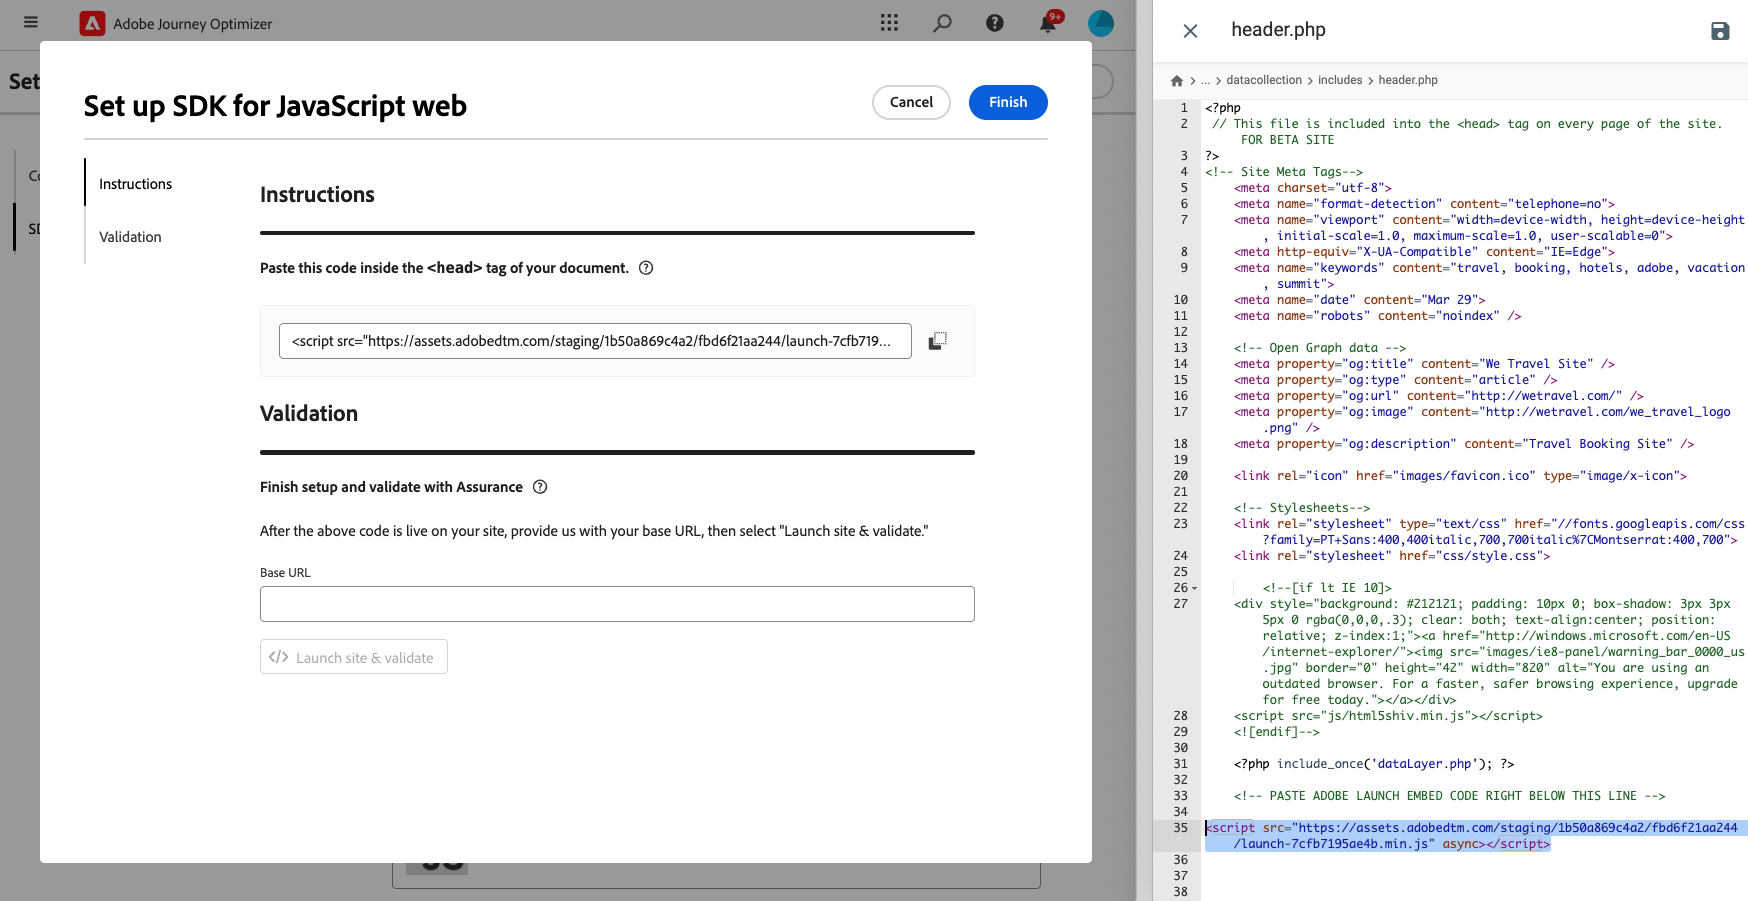 Adobe Journey Optimizer
9+
Set
Set up SDK for JavaScript web
Cancel
Finish
Instructions
Validation
Instructions
Paste this code inside the <head> tag of your document.
<script src="https://assets.adobedtm.com/staging/1b50a869c4a2/fbd6f21aa244/launch-7cfb719...
Validation
Finish setup and validate with Assurance
After the above code is live on your site, provide us with your base URL, then select "Launch site & validate."
Base URL
</> Launch site & validate
header.php
... > datacollection > includes > header.php
1 <?php
2 // This file is included into the <head> tag on every page of the site.
FOR BETA SITE
3 ?>
4 <!-- Site Meta Tags-->
5 <meta charset="utf-8">
6 <meta name="format-detection" content="telephone=no">
7 <meta name="viewport" content="width=device-width, height=device-height
, initial-scale=1.0, maximum-scale=1.0, user-scalable=0">
8 <meta http-equiv="X-UA-Compatible" content="IE=Edge">
9 <meta name="keywords" content="travel, booking, hotels, adobe, vacation
, summit">
10 <meta name="date" content="Mar 29">
11 <meta name="robots" content="noindex" />
12
13 <!-- Open Graph data -->
14 <meta property="og:title" content="We Travel Site" />
15 <meta property="og:type" content="article" />
16 <meta property="og:url" content="http://wetravel.com/" />
17 <meta property="og:image" content="http://wetravel.com/we_travel_logo
.png" />
18 <meta property="og:description" content="Travel Booking Site" />
19
20 <link rel="icon" href="images/favicon.ico" type="image/x-icon">
21
22 <!-- Stylesheets-->
23 <link rel="stylesheet" type="text/css" href="//fonts.googleapis.com/css
?family=PT+Sans:400,400italic,700,700italic%7CMontserrat:400,700">
24 <link rel="stylesheet" href="css/style.css">
25
26 <!--[if lt IE 10]>
27 <div style="background: #212121; padding: 10px 0; box-shadow: 3px 3px
5px 0 rgba(0,0,0,.3); clear: both; text-align:center; position:
relative; z-index:1;"><a href="http://windows.microsoft.com/en-US
/internet-explorer/"><img src="images/ie8-panel/warning_bar_0000_us
.jpg" border="0" height="42" width="820" alt="You are using an
outdated browser. For a faster, safer browsing experience, upgrade
for free today."></a></div>
28 <script src="js/html5shiv.min.js"></script>
29 <![endif]-->
30
31 <?php include_once('dataLayer.php'); ?>
32
33 <!-- PASTE ADOBE LAUNCH EMBED CODE RIGHT BELOW THIS LINE -->
34
35 <script src="https://assets.adobedtm.com/staging/1b50a869c4a2/fbd6f21aa244
/launch-7cfb7195ae4b.min.js" async></script>
36
37
38